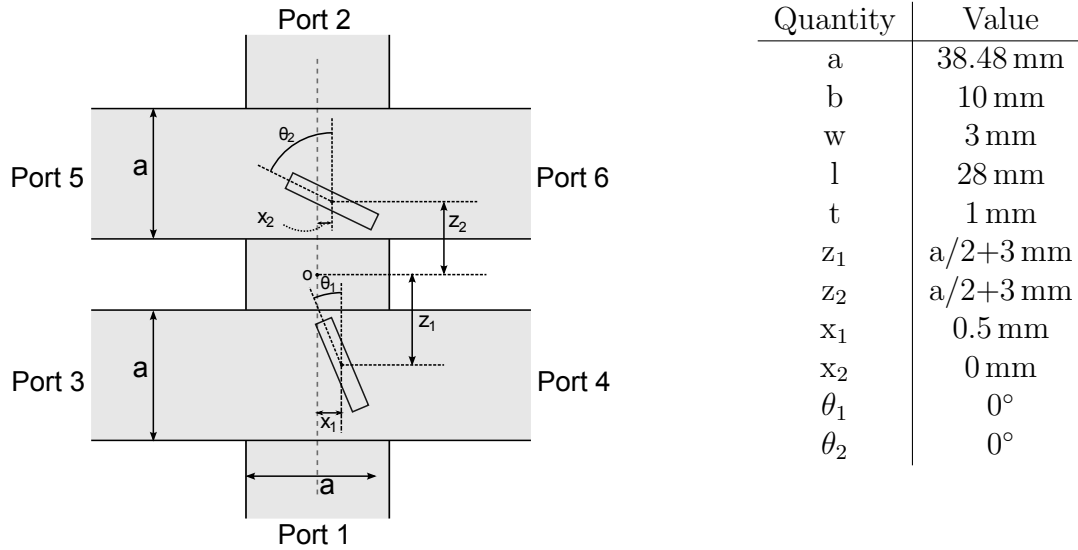 Port 2
θ₂
a
Port 5
Port 6
x₂
z₂
o
θ₁
z₁
Port 3
a
Port 4
x₁
a
Port 1
Quantity Value
a 38.48 mm
b 10 mm
w 3 mm
l 28 mm
t 1 mm
z₁ a/2+3 mm
z₂ a/2+3 mm
x₁ 0.5 mm
x₂ 0 mm
θ₁ 0°
θ₂ 0°